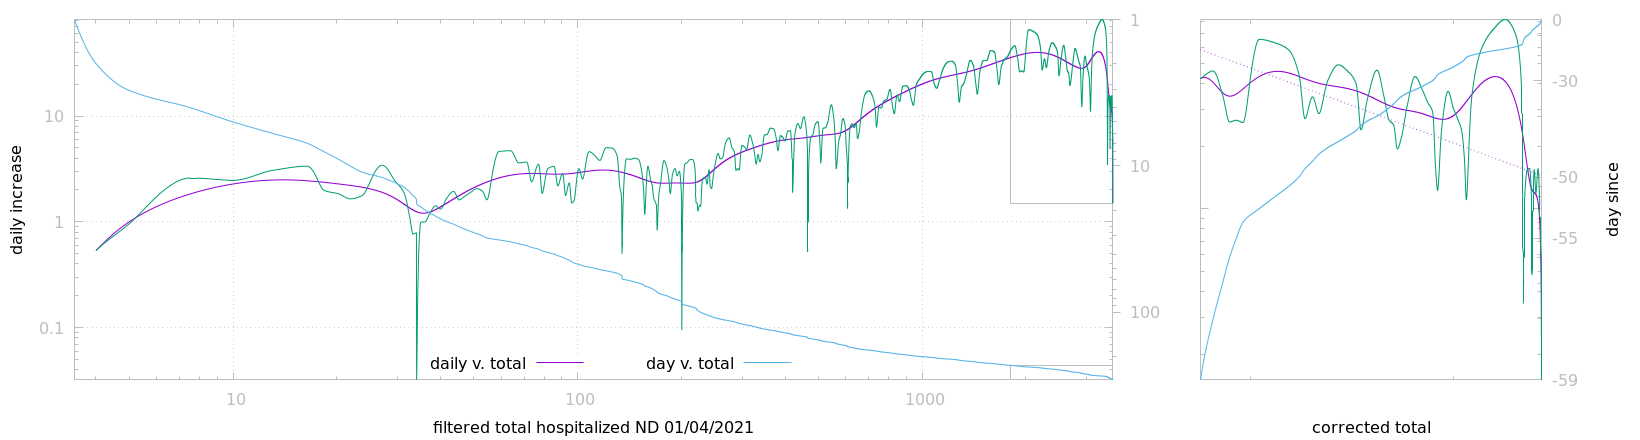 daily increase
10
1
0.1
10
100
1000
1
10
100
daily v. total
day v. total
filtered total hospitalized ND 01/04/2021
0
-30
-50
-55
-59
day since
corrected total